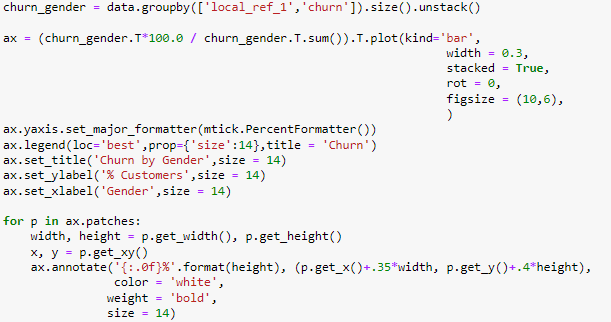 churn_gender = data.groupby(['local_ref_1','churn']).size().unstack()
ax = (churn_gender.T*100.0 / churn_gender.T.sum()).T.plot(kind='bar',
width = 0.3,
stacked = True,
rot = 0,
figsize = (10,6),
)
ax.yaxis.set_major_formatter(mtick.PercentFormatter())
ax.legend(loc='best',prop={'size':14},title = 'Churn')
ax.set_title('Churn by Gender',size = 14)
ax.set_ylabel('% Customers',size = 14)
ax.set_xlabel('Gender',size = 14)
for p in ax.patches:
width, height = p.get_width(), p.get_height()
x, y = p.get_xy()
ax.annotate('{:.0f}%'.format(height), (p.get_x()+.35*width, p.get_y()+.4*height),
color = 'white',
weight = 'bold',
size = 14)